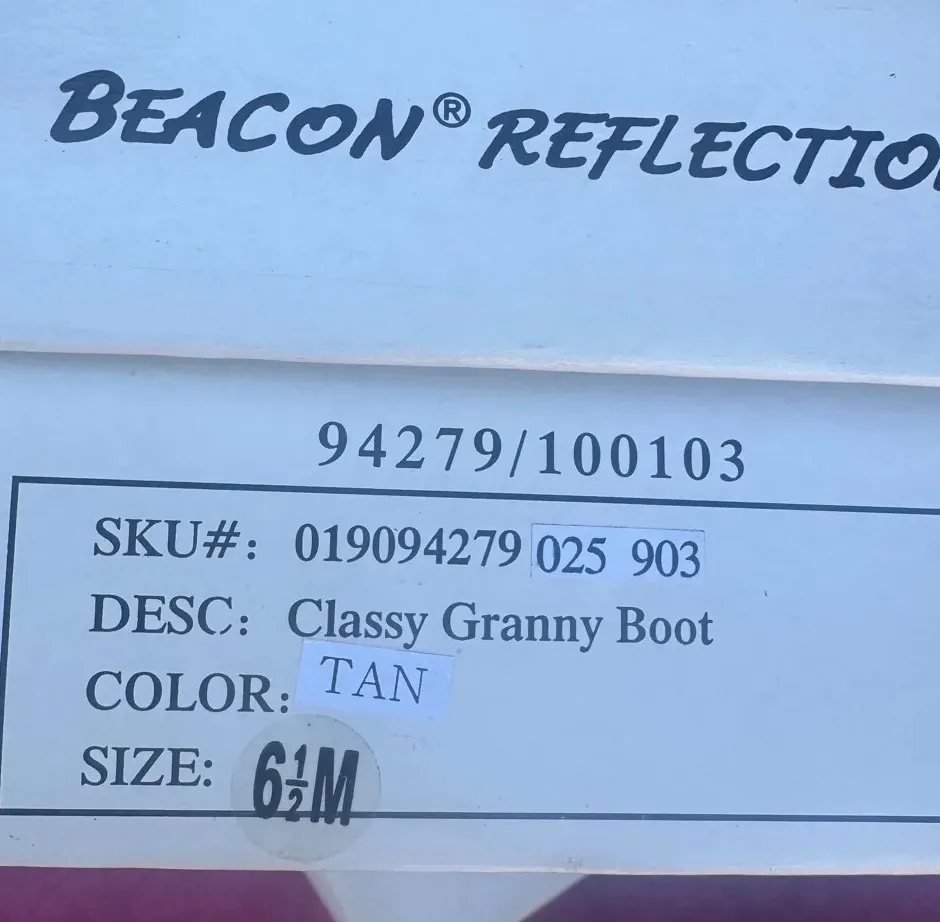 BEACON® REFLECTIO
94279/100103
SKU#: 019094279 025 903
DESC: Classy Granny Boot
COLOR: TAN
SIZE: 6½M